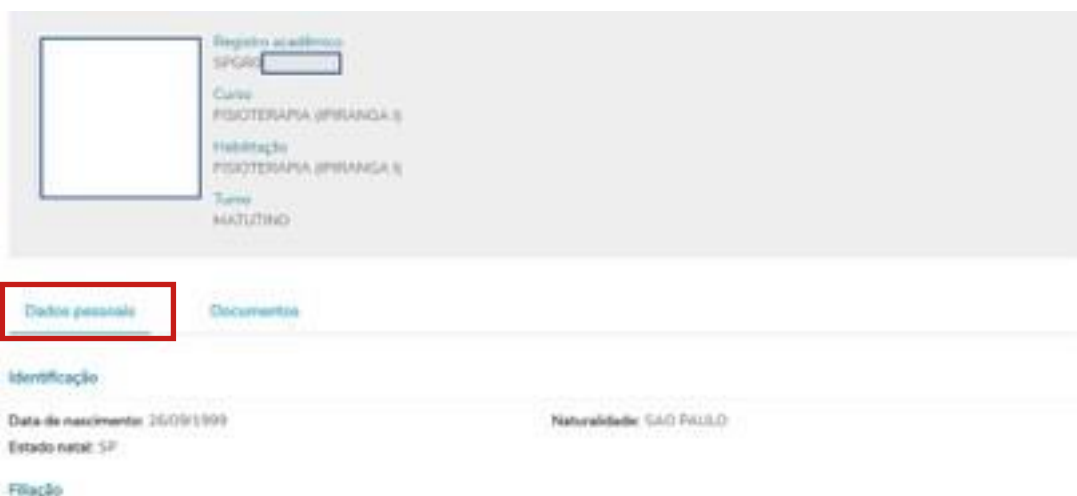 Registro acadêmico
SPGR0
Curso
FISIOTERAPIA (IPIRANGA I)
Habilitação
FISIOTERAPIA (IPIRANGA I)
Turno
MATUTINO
Dados pessoais
Documentos
Identificação
Data de nascimento: 26/09/1999
Naturalidade: SAO PAULO
Estado natal: SP
Filiação